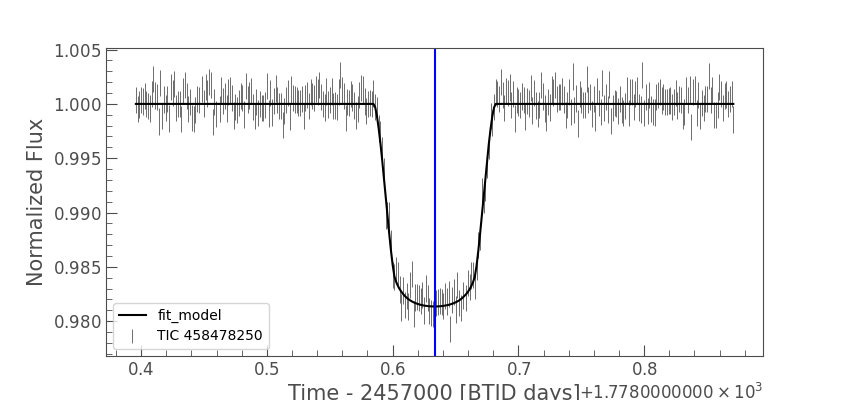 1.005
1.000
0.995
0.990
0.985
0.980
Normalized Flux
fit_model
TIC 458478250
0.4 0.5 0.6 0.7 0.8
Time - 2457000 [BTJD days]
+1.7780000000 × 10³